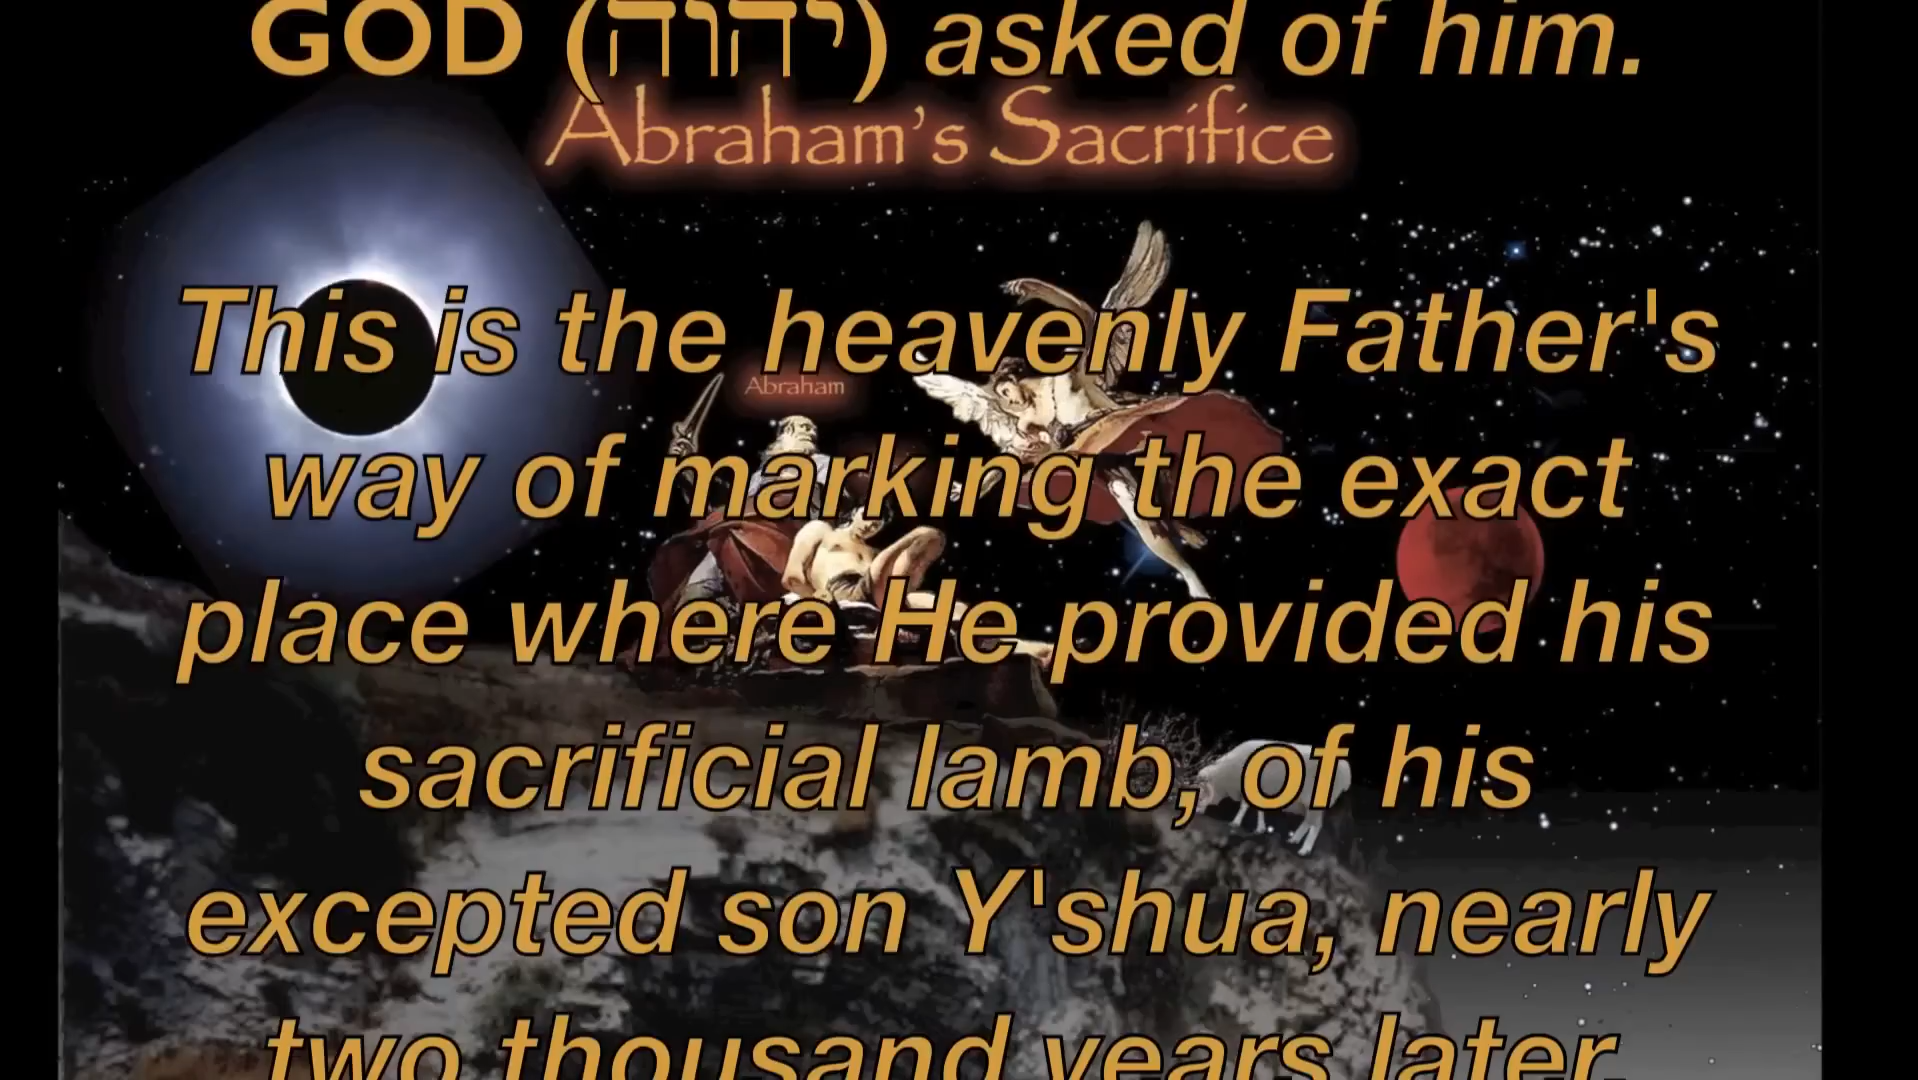 GOD (יהוה) asked of him.
Abraham's Sacrifice
This is the heavenly Father's
Abraham
way of marking the exact
place where He provided his
sacrificial lamb, of his
excepted son Y'shua, nearly
two thousand years later.